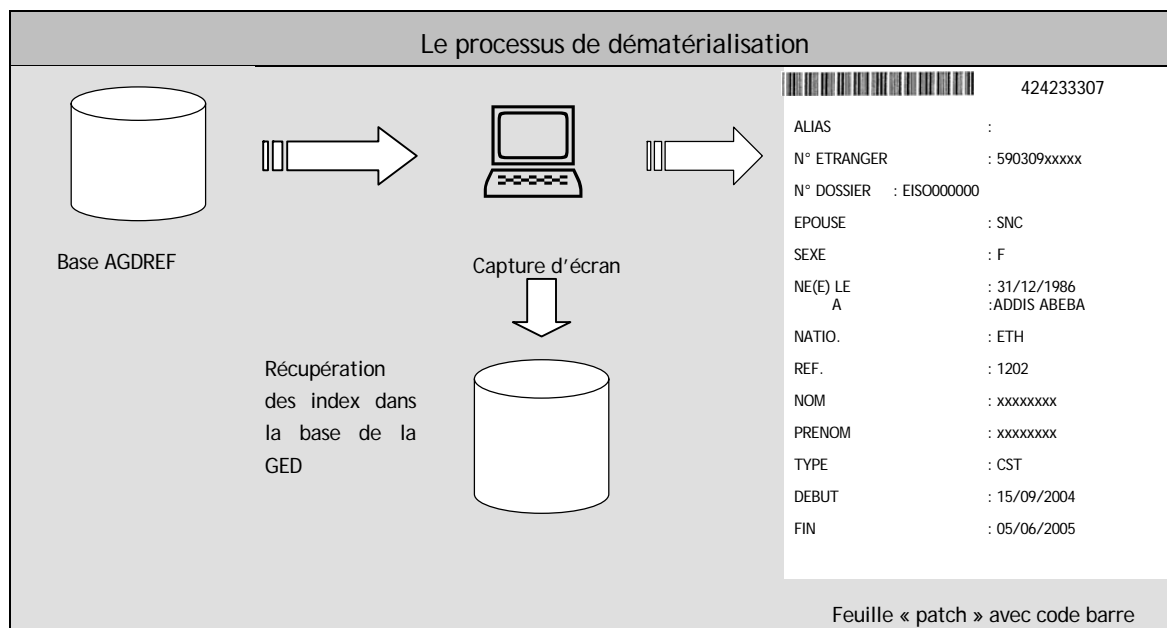 Le processus de dématérialisation
Base AGDREF
Capture d'écran
Récupération
des index dans
la base de la
GED
424233307
ALIAS :
N° ETRANGER : 590309xxxxx
N° DOSSIER : EISO000000
EPOUSE : SNC
SEXE : F
NE(E) LE : 31/12/1986
A :ADDIS ABEBA
NATIO. : ETH
REF. : 1202
NOM : xxxxxxxx
PRENOM : xxxxxxxx
TYPE : CST
DEBUT : 15/09/2004
FIN : 05/06/2005
Feuille « patch » avec code barre